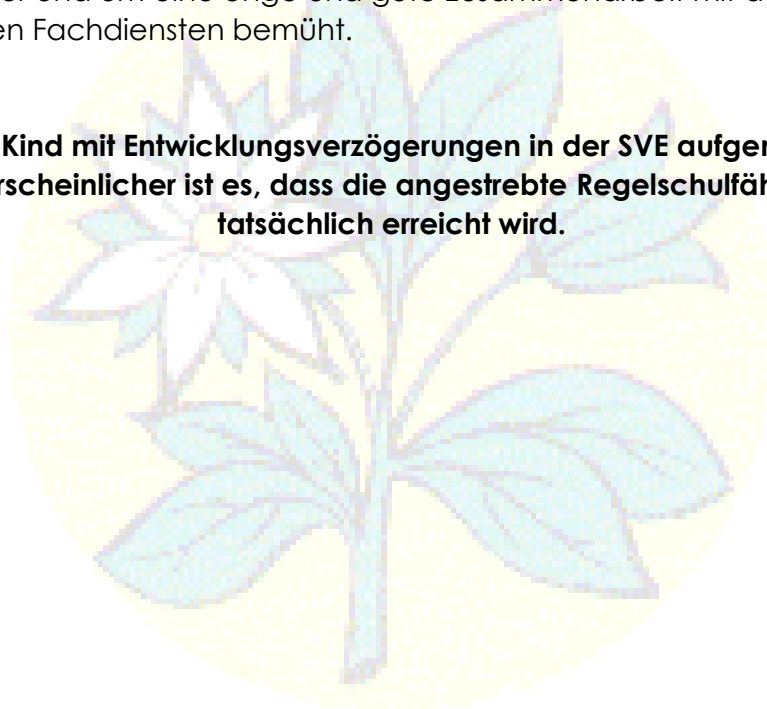 en Fachdiensten bemüht.
Kind mit Entwicklungsverzögerungen in der SVE aufge
scheinlicher ist es, dass die angestrebte Regelschulfäh
tatsächlich erreicht wird.